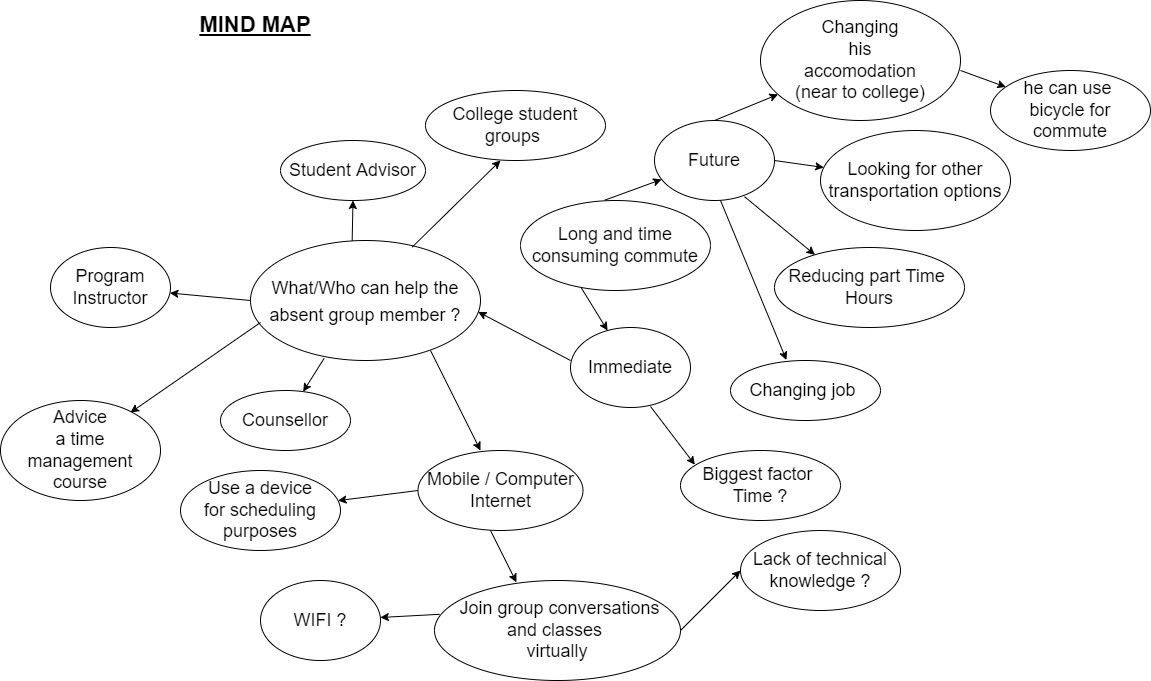 MIND MAP
Changing
his
accomodation
(near to college)
he can use
bicycle for
commute
College student
groups
Student Advisor
Future
Looking for other
transportation options
Long and time
consuming commute
Program
Instructor
What/Who can help the
absent group member ?
Reducing part Time
Hours
Immediate
Changing job
Advice
a time
management
course
Counsellor
Mobile / Computer
Internet
Biggest factor
Time ?
Use a device
for scheduling
purposes
Lack of technical
knowledge ?
WIFI ?
Join group conversations
and classes
virtually